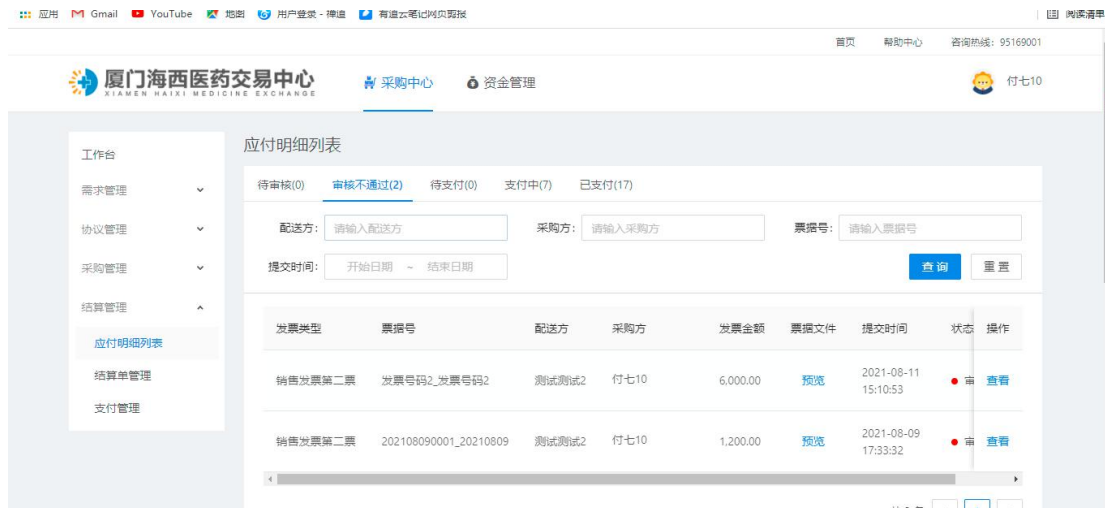 应用 Gmail YouTube 地图 用户登录 - 禅道 有道云笔记网页剪报 阅读清单
首页 帮助中心 咨询热线: 95169001
厦门海西医药交易中心 采购中心 资金管理 付七10
XIAMEN HAIXI MEDICINE EXCHANGE
工作台
需求管理
协议管理
采购管理
结算管理
应付明细列表
结算单管理
支付管理
应付明细列表
待审核(0) 审核不通过(2) 待支付(0) 支付中(7) 已支付(17)
配送方: 请输入配送方 采购方: 请输入采购方 票据号: 请输入票据号
提交时间: 开始日期 ~ 结束日期 查询 重置
发票类型 票据号 配送方 采购方 发票金额 票据文件 提交时间 状态 操作
销售发票第二票 发票号码2_发票号码2 测试测试2 付七10 6,000.00 预览 2021-08-11 审 查看
15:10:53
销售发票第二票 202108090001_20210809 测试测试2 付七10 1,200.00 预览 2021-08-09 审 查看
17:33:32